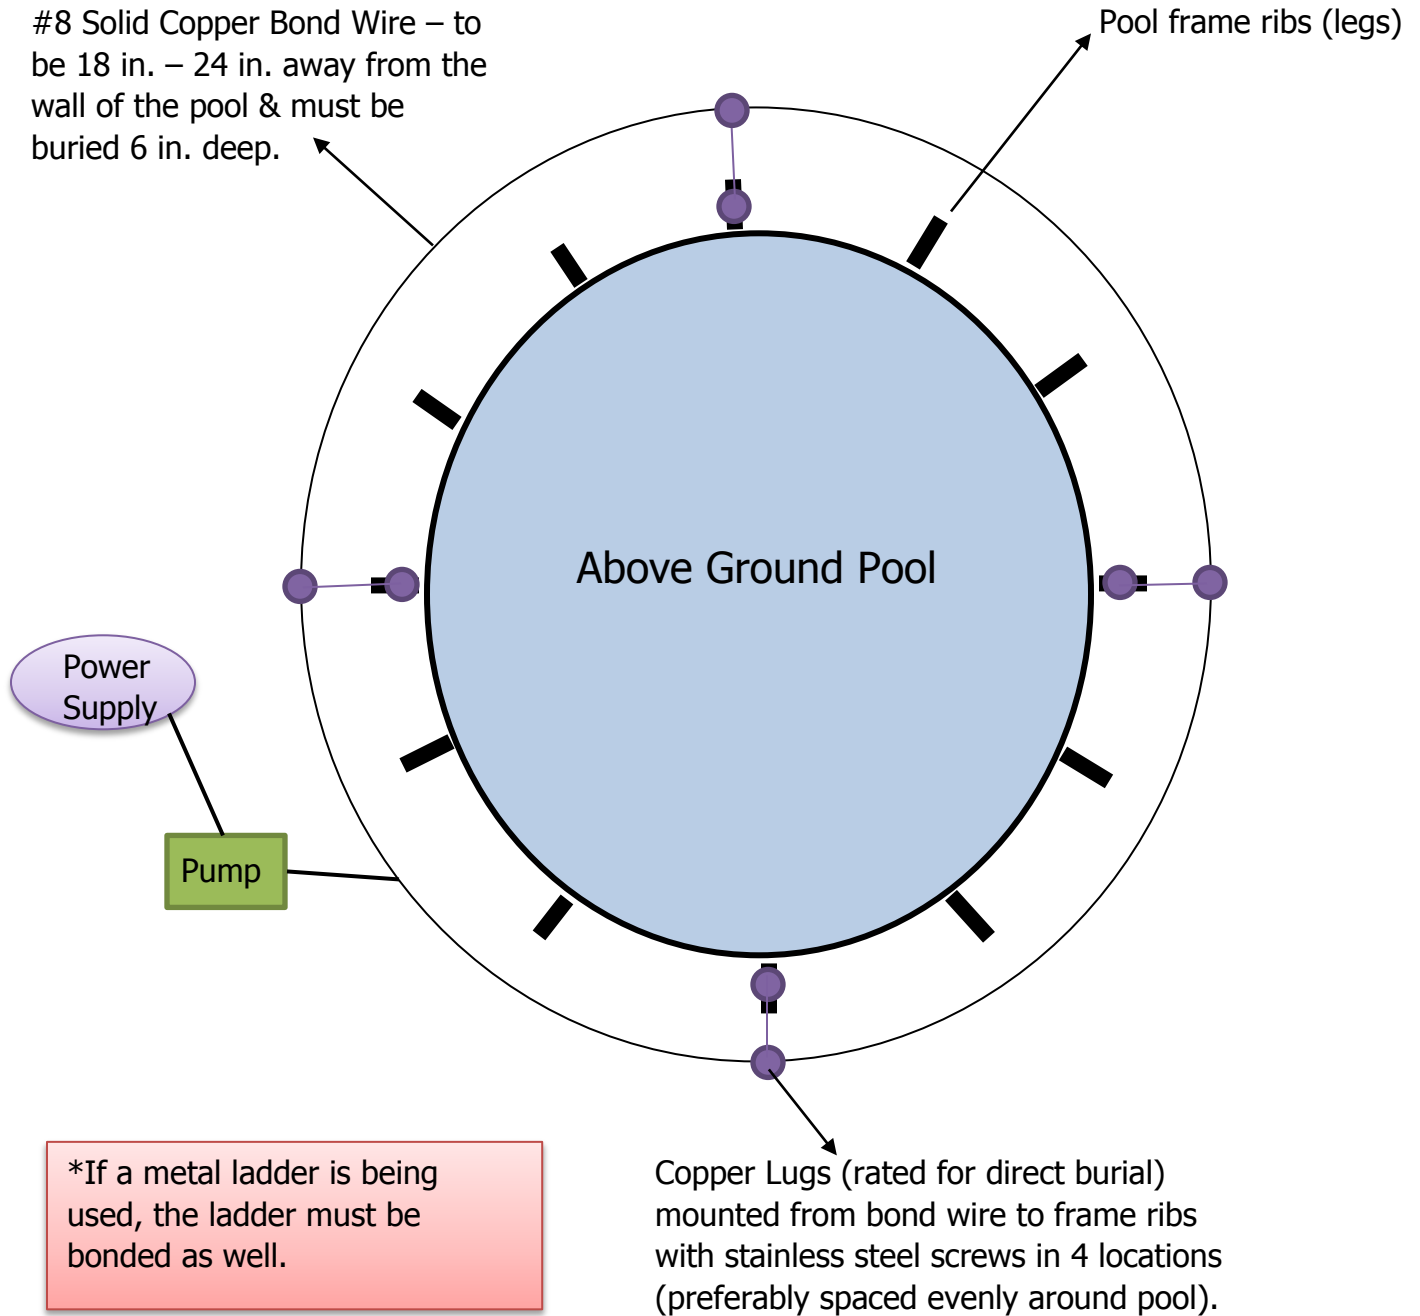 #8 Solid Copper Bond Wire – to
be 18 in. – 24 in. away from the
wall of the pool & must be
buried 6 in. deep.
Pool frame ribs (legs)
Above Ground Pool
Power
Supply
Pump
*If a metal ladder is being
used, the ladder must be
bonded as well.
Copper Lugs (rated for direct burial)
mounted from bond wire to frame ribs
with stainless steel screws in 4 locations
(preferably spaced evenly around pool).